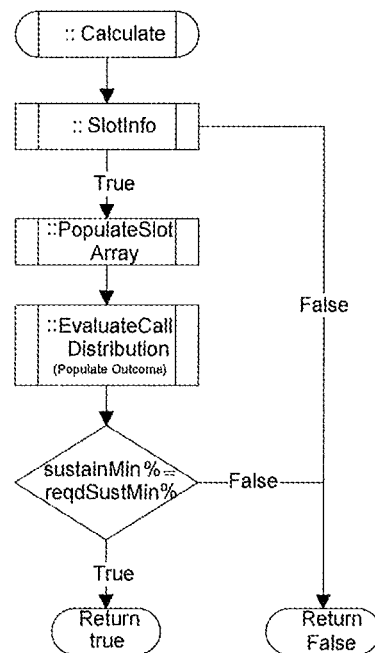 :: Calculate
:: SlotInfo
True
::PopulateSlot
Array
False
::EvaluateCall
Distribution
(Populate Outcome)
sustainMin%=
reqdSustMin%
False
True
Return
true
Return
False